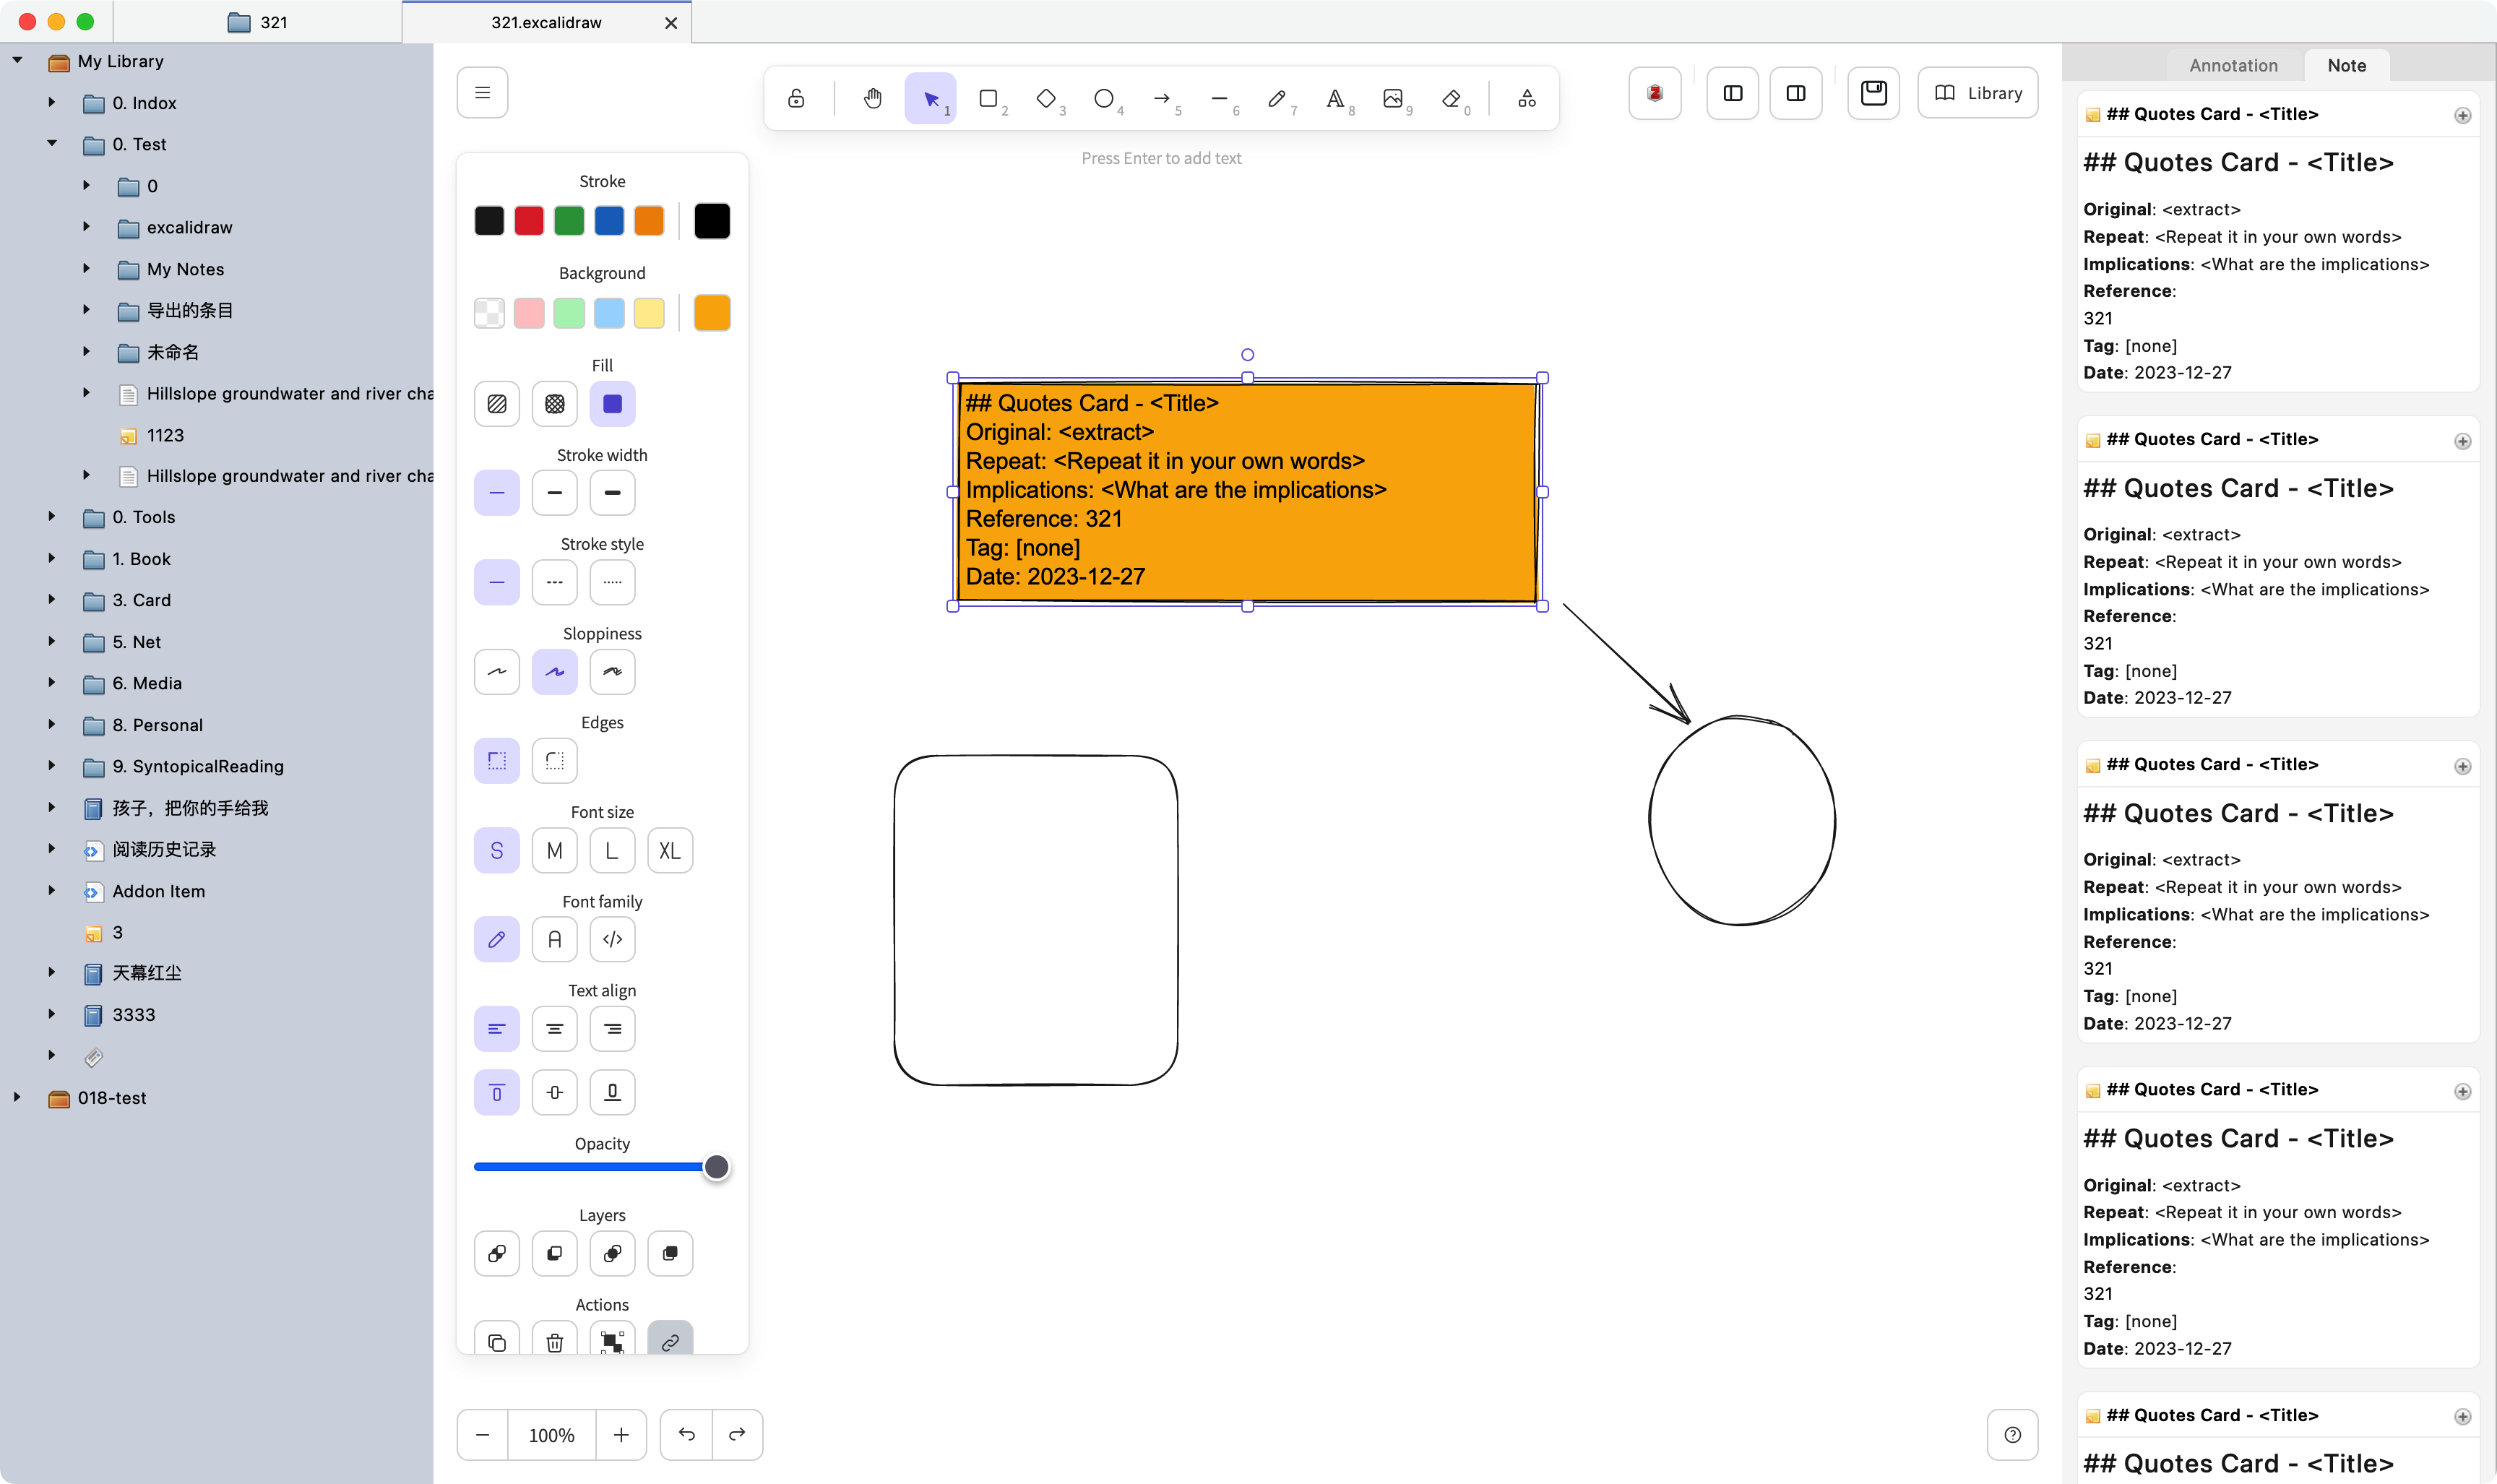 321
321.excalidraw
My Library
0. Indox
0. Test
0
excalidraw
My Notes
导出的条目
未命名
Hillslope groundwater and river cha
1123
Hillslope groundwater and river cha
0. Tools
1. Book
3. Card
5. Net
6. Media
8. Personal
9. SyntopicalReading
孩子，把你的手给我
阅读历史记录
Addon Item
3
天幕红尘
3333
018-test
1
2
3
4
5
6
7
8
9
0
Library
Press Enter to add text
Stroke
Background
Fill
Stroke width
Stroke style
Sloppiness
Edges
Font size
S M L XL
Font family
Text align
Opacity
Layers
Actions
100%
## Quotes Card - <Title>
Original: <extract>
Repeat: <Repeat it in your own words>
Implications: <What are the implications>
Reference: 321
Tag: [none]
Date: 2023-12-27
Annotation
Note
## Quotes Card - <Title>
## Quotes Card - <Title>
Original: <extract>
Repeat: <Repeat it in your own words>
Implications: <What are the implications>
Reference:
321
Tag: [none]
Date: 2023-12-27
## Quotes Card - <Title>
## Quotes Card - <Title>
Original: <extract>
Repeat: <Repeat it in your own words>
Implications: <What are the implications>
Reference:
321
Tag: [none]
Date: 2023-12-27
## Quotes Card - <Title>
## Quotes Card - <Title>
Original: <extract>
Repeat: <Repeat it in your own words>
Implications: <What are the implications>
Reference:
321
Tag: [none]
Date: 2023-12-27
## Quotes Card - <Title>
## Quotes Card - <Title>
Original: <extract>
Repeat: <Repeat it in your own words>
Implications: <What are the implications>
Reference:
321
Tag: [none]
Date: 2023-12-27
## Quotes Card - <Title>
## Quotes Card - <Title>